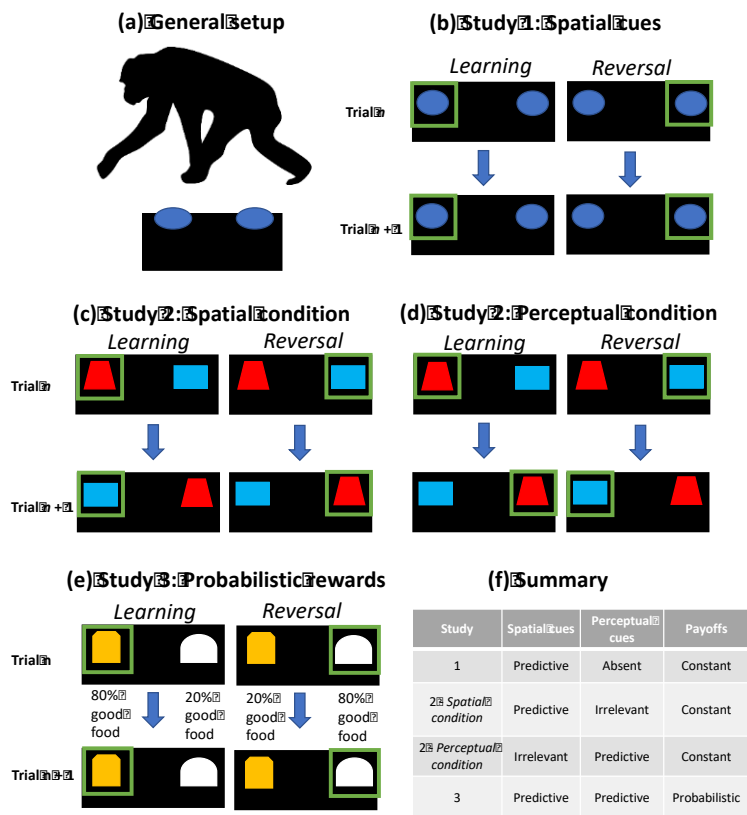 (a) General setup
(b) Study 1: Spatial cues
Learning Reversal
Trial n
Trial n + 1
(c) Study 2: Spatial condition
Learning Reversal
Trial n
Trial n + 1
(d) Study 2: Perceptual condition
Learning Reversal
(e) Study 3: Probabilistic rewards
Learning Reversal
Trial n
80% good food
20% good food
20% good food
80% good food
Trial n + 1
(f) Summary
Study Spatial cues Perceptual cues Payoffs
1 Predictive Absent Constant
2 Spatial condition Predictive Irrelevant Constant
2 Perceptual condition Irrelevant Predictive Constant
3 Predictive Predictive Probabilistic